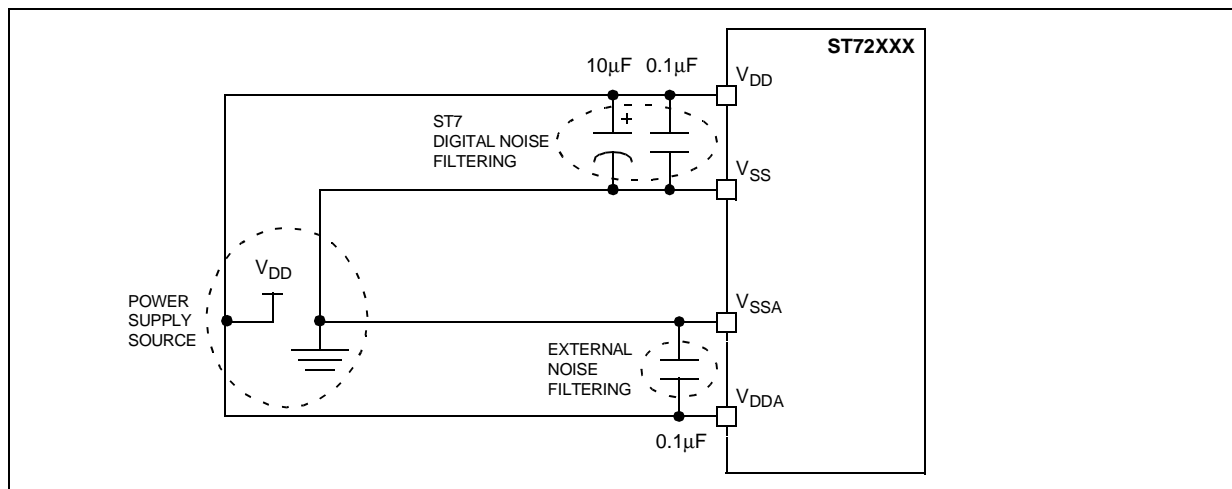 ST72XXX
10μF 0.1μF
VDD
ST7
DIGITAL NOISE
FILTERING
+
VSS
VDD
POWER
SUPPLY
SOURCE
VSSA
EXTERNAL
NOISE
FILTERING
VDDA
0.1μF